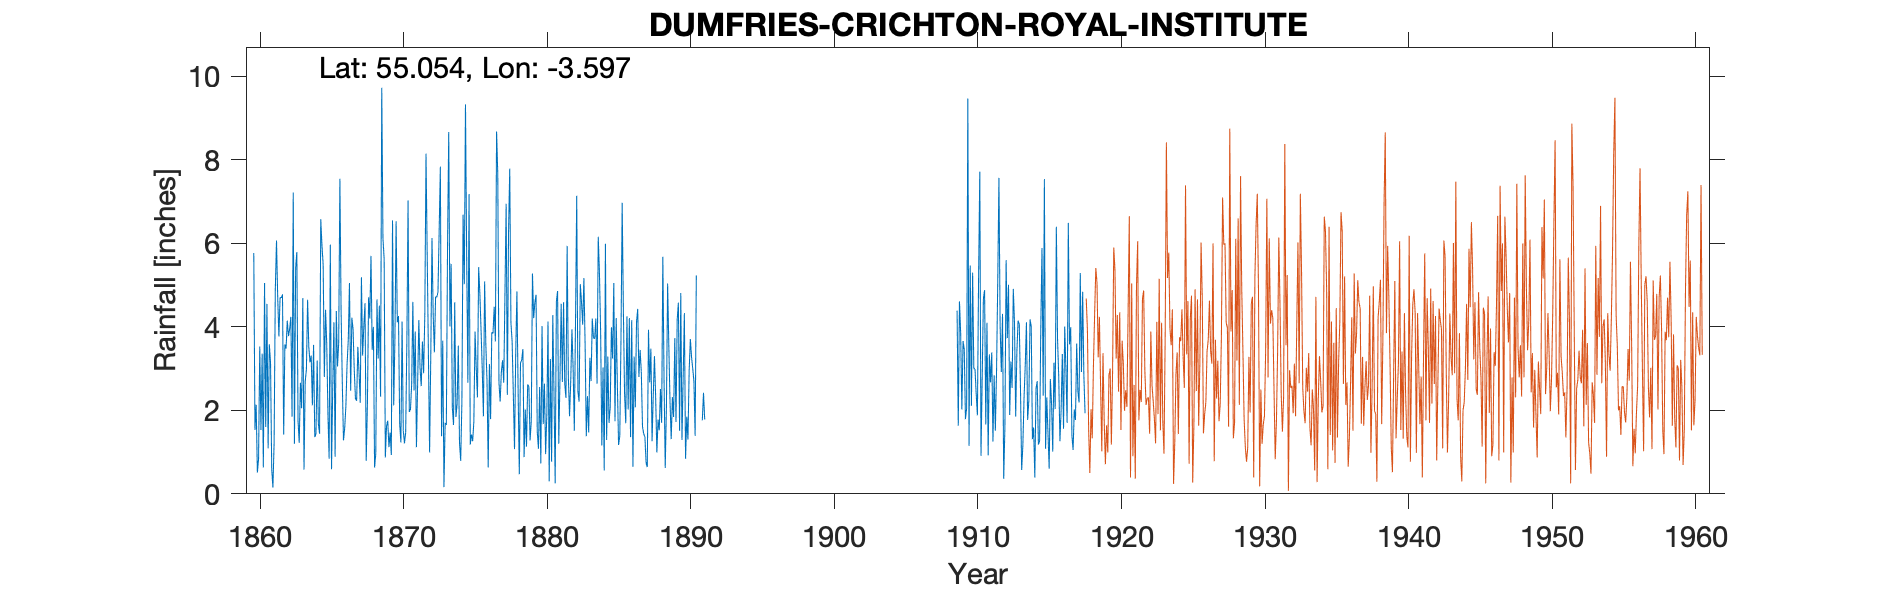 DUMFRIES-CRICHTON-ROYAL-INSTITUTE
Lat: 55.054, Lon: -3.597
10
8
6
4
2
0
Rainfall [inches]
1860 1870 1880 1890 1900 1910 1920 1930 1940 1950 1960
Year